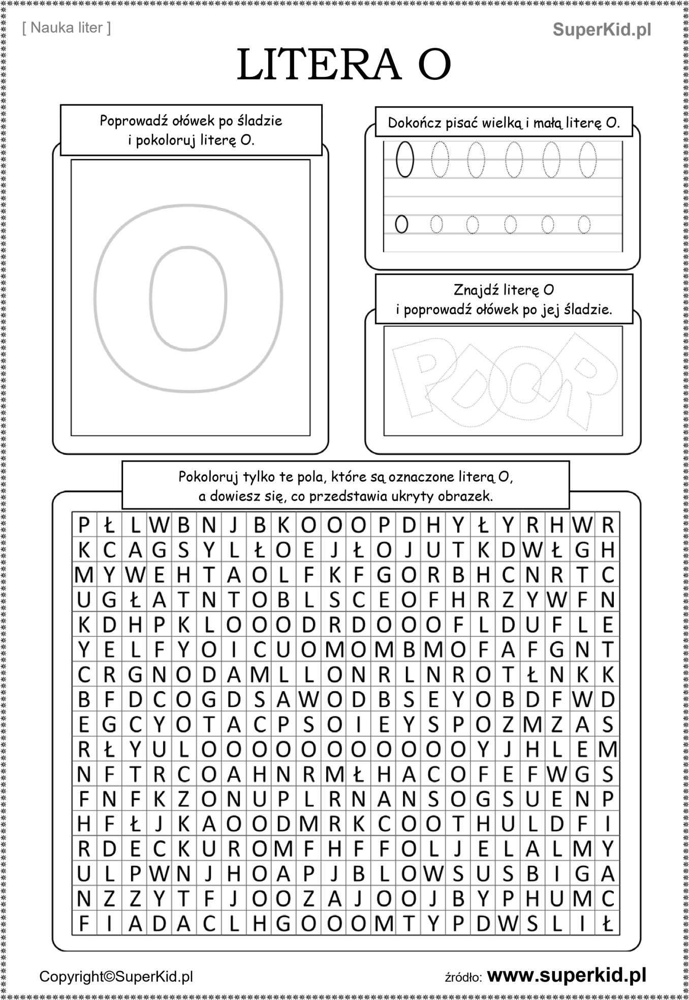 [ Nauka liter ]
SuperKid.pl
LITERA O
Poprowadź ołówek po śladzie
i pokoloruj literę O.
Dokończ pisać wielką i małą literę O.
O O O O O O
o o o o o o
Znajdź literę O
i poprowadź ołówek po jej śladzie.
O
P D O R
Pokoloruj tylko te pola, które są oznaczone literą O,
a dowiesz się, co przedstawia ukryty obrazek.
P Ł L W B N J B K O O O P D H Y Ł Y R H W R
K C A G S Y L Ł O E J Ł O J U T K D W Ł G H
M Y W E H T A O L F K F G O R B H C N R T C
U G Ł A T N T O B L S C E O F H R Z Y W F N
K D H P K L O O O D R D O O O F L D U F L E
Y E L F Y O I C U O M O M B M O F A F G N T
C R G N O D A M L L O N R L N R O T Ł N K K
B F D C O G D S A W O D B S E Y O B D F W D
E G C Y O T A C P S O I E Y S P O Z M Z A S
R Ł Y U L O O O O O O O O O O O Y J H L E M
N F T R C O A H N R M Ł H A C O F E F W G S
F N F K Z O N U P L R N A N S O G S U E N P
H F Ł J K A O O D M R K C O O T H U L D F I
R D E C K U R O M F H F F O L J E L A L M Y
U L P W N J H O A P J B L O W S U S B I G A
N Z Z Y T F J O O Z A J O O J B Y P H U M C
F I A D A C L H G O O O M T Y P D W S L I Ł
Copyright©SuperKid.pl
źródło: www.superkid.pl